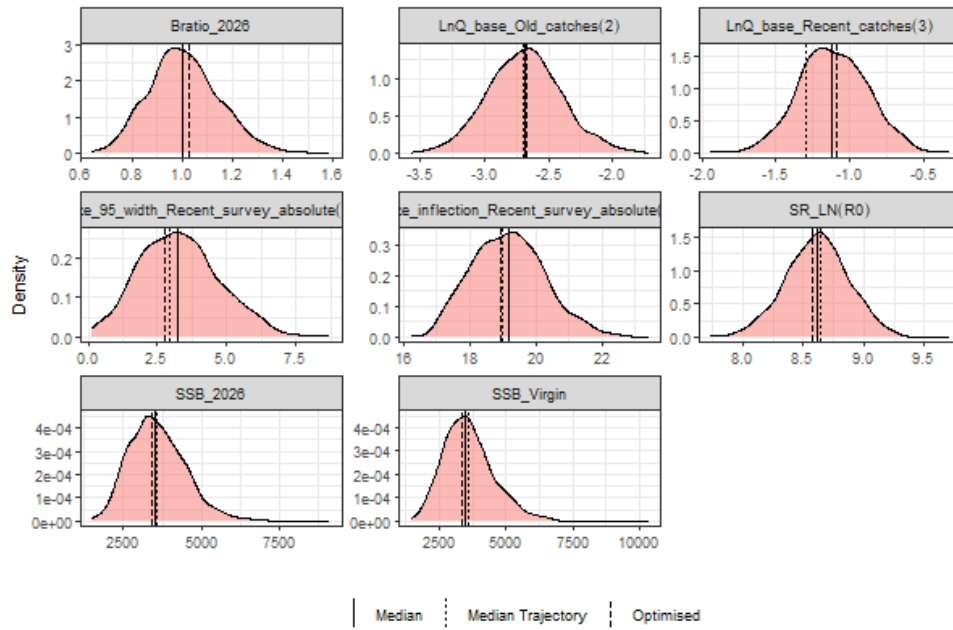 Bratio_2026
LnQ_base_Old_catches(2)
LnQ_base_Recent_catches(3)
3
2
1
0
0.6 0.8 1.0 1.2 1.4 1.6
1.0
0.5
0.0
-3.5 -3.0 -2.5 -2.0
1.5
1.0
0.5
0.0
-2.0 -1.5 -1.0 -0.5
ze_95_width_Recent_survey_absolute(
ze_inflection_Recent_survey_absolute(
SR_LN(R0)
0.2
0.1
0.0
0.0 2.5 5.0 7.5
0.3
0.2
0.1
0.0
16 18 20 22
1.5
1.0
0.5
0.0
8.0 8.5 9.0 9.5
SSB_2026
SSB_Virgin
4e-04
3e-04
2e-04
1e-04
0e+00
2500 5000 7500
4e-04
3e-04
2e-04
1e-04
0e+00
2500 5000 7500 10000
Density
Median Median Trajectory Optimised